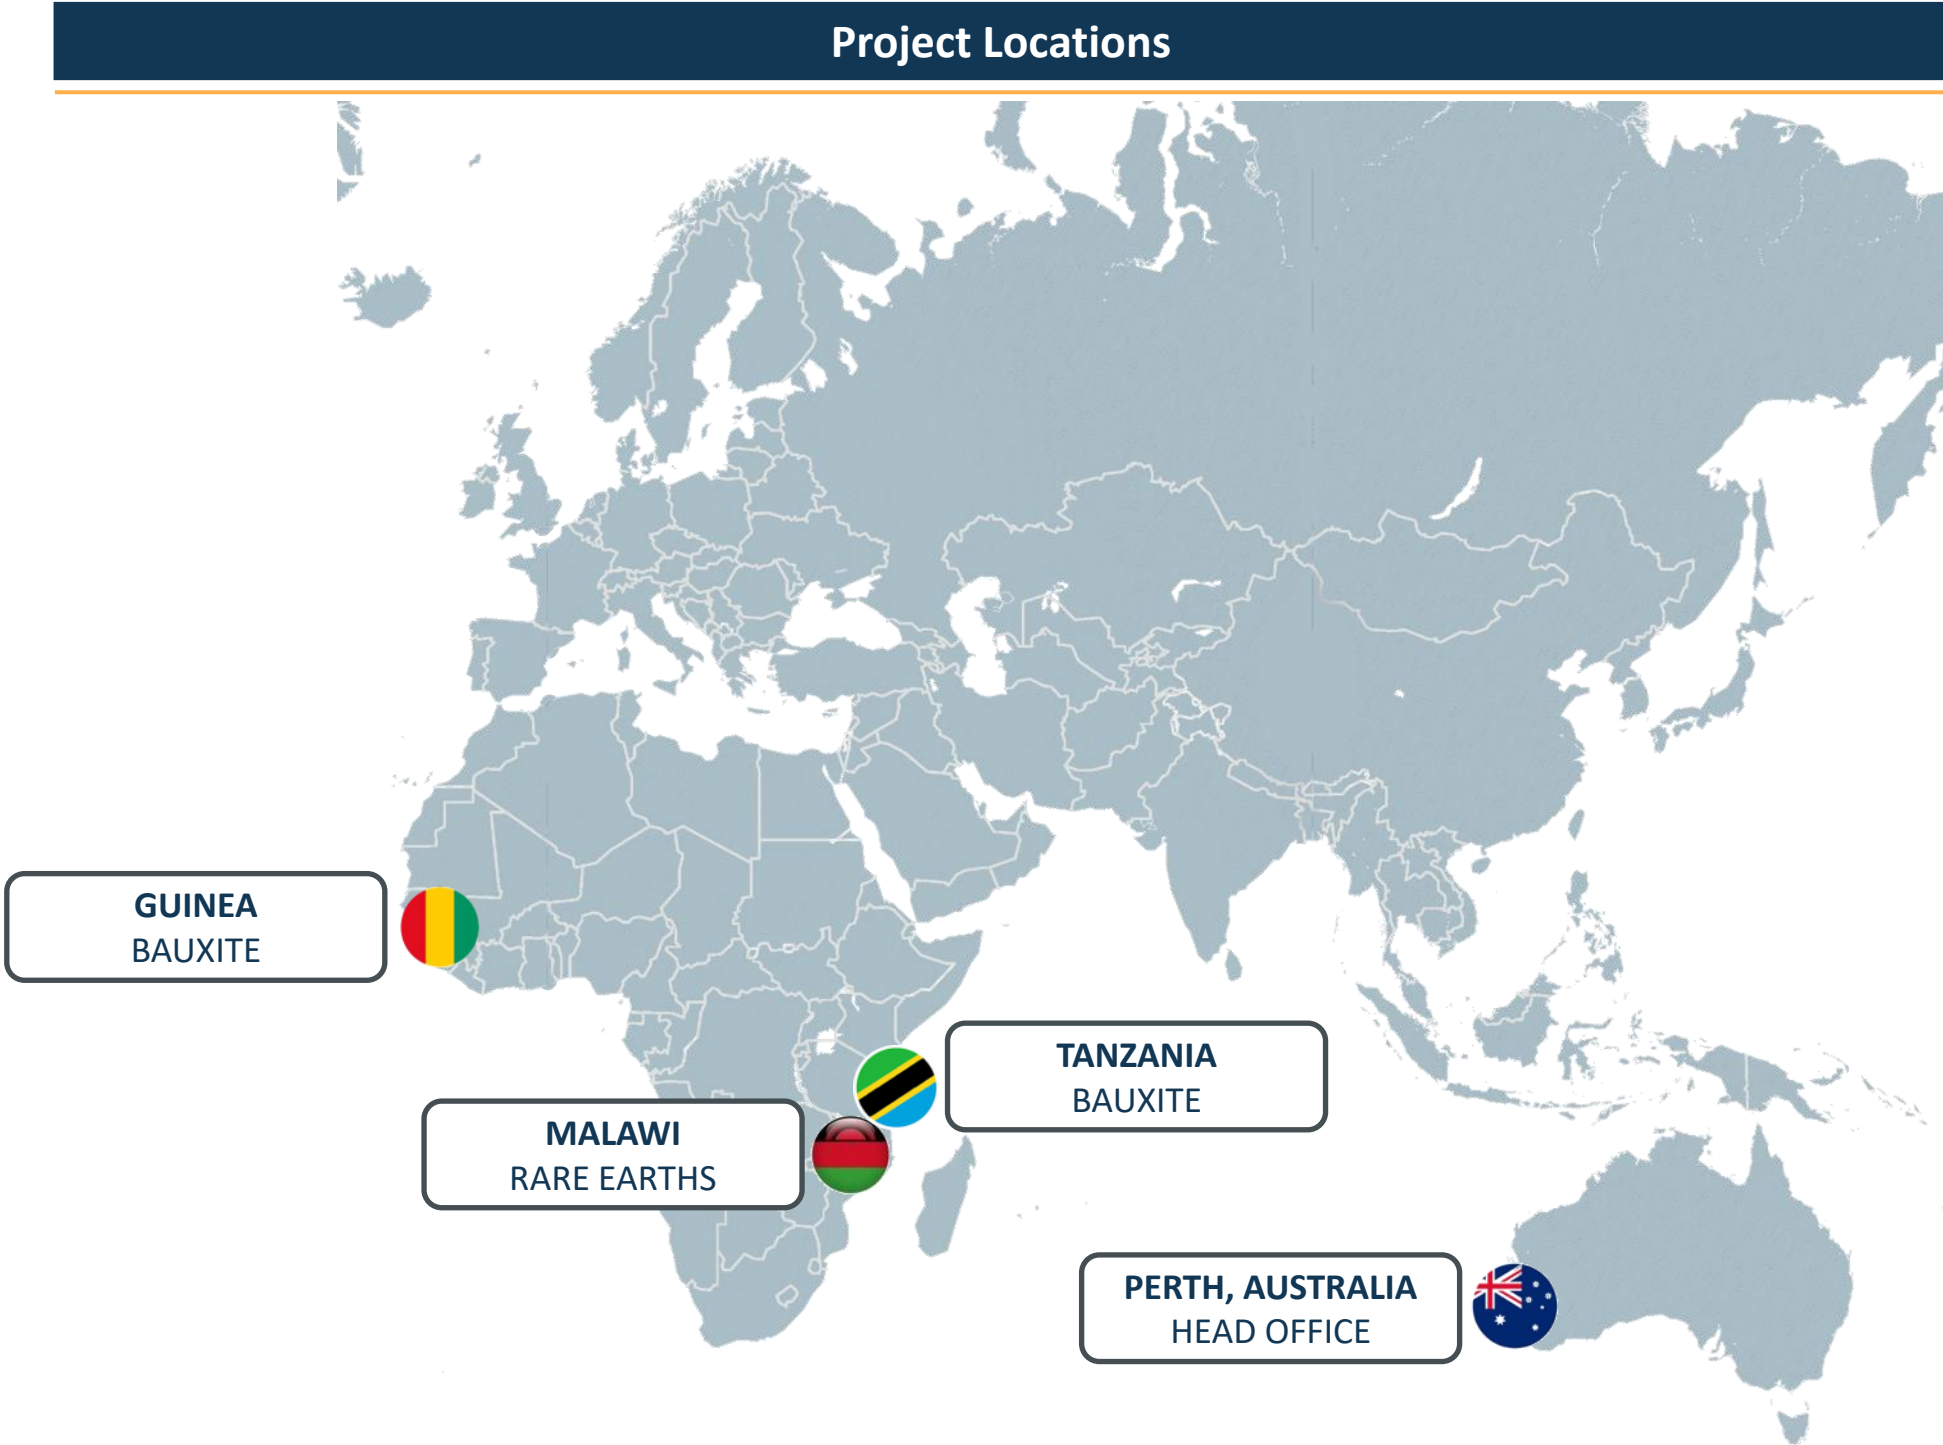 Project Locations
GUINEA
BAUXITE
TANZANIA
BAUXITE
MALAWI
RARE EARTHS
PERTH, AUSTRALIA
HEAD OFFICE